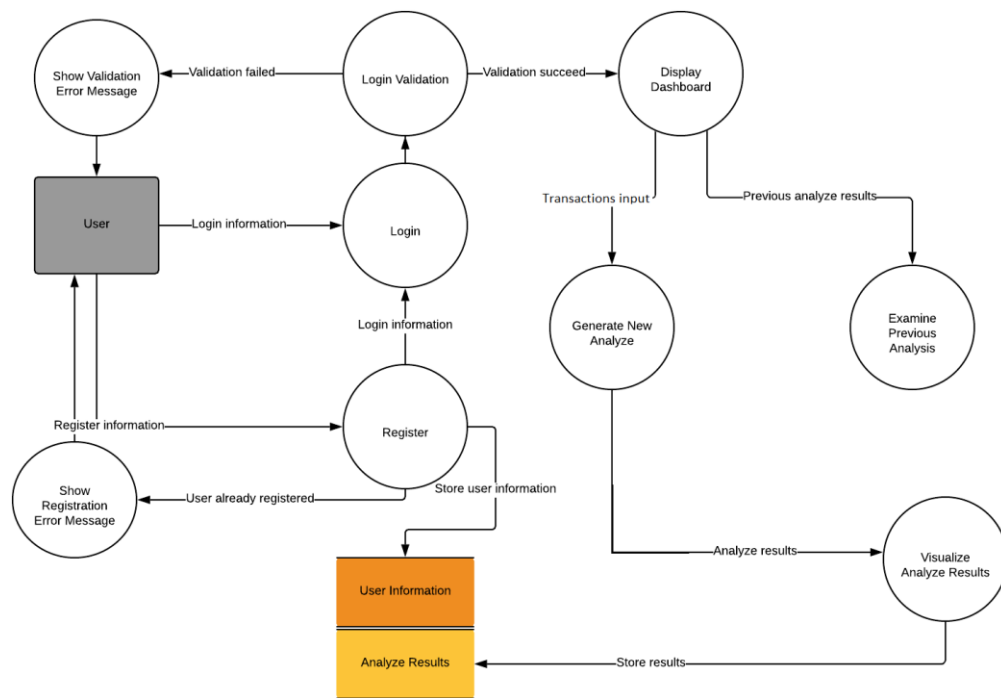 Show Validation
Error Message
Validation failed
Login Validation
Validation succeed
Display
Dashboard
User
Login information
Login
Transactions input
Previous analyze results
Login information
Generate New
Analyze
Examine
Previous
Analysis
Register information
Register
Show
Registration
Error Message
User already registered
Store user information
Analyze results
Visualize
Analyze Results
User Information
Analyze Results
Store results